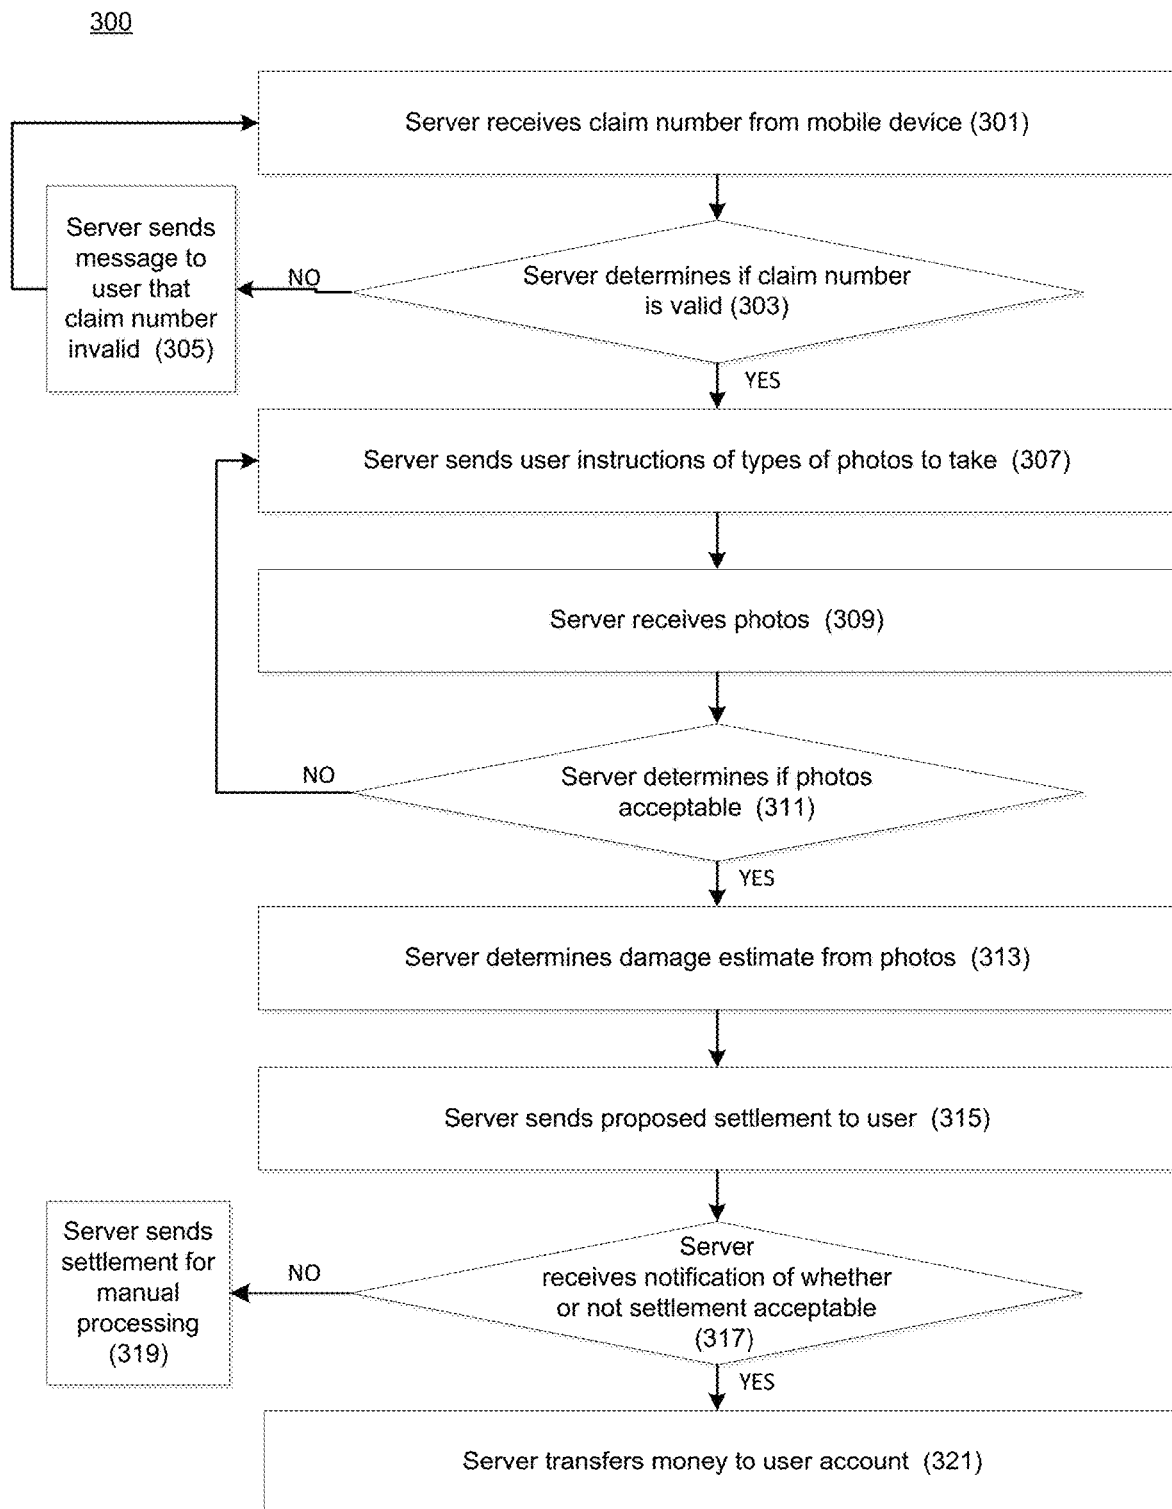 300
Server receives claim number from mobile device (301)
Server sends
message to
user that
claim number
invalid (305)
NO
Server determines if claim number
is valid (303)
YES
Server sends user instructions of types of photos to take (307)
Server receives photos (309)
NO
Server determines if photos
acceptable (311)
YES
Server determines damage estimate from photos (313)
Server sends proposed settlement to user (315)
Server sends
settlement for
manual
processing
(319)
NO
Server
receives notification of whether
or not settlement acceptable
(317)
YES
Server transfers money to user account (321)